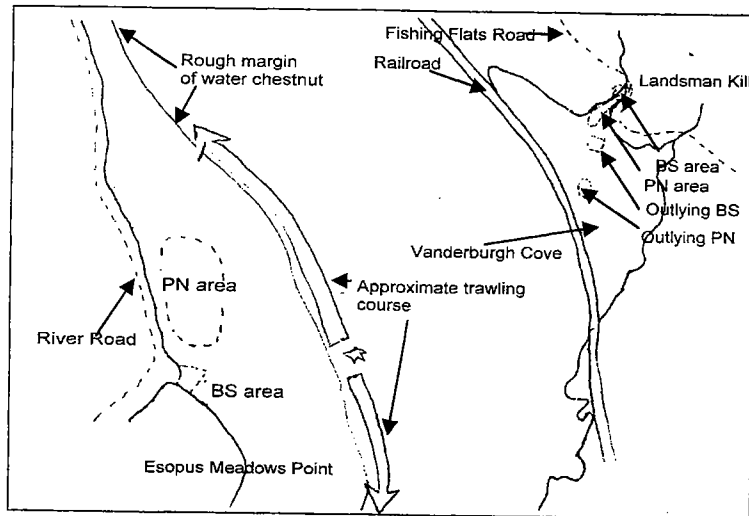 Fishing Flats Road
Rough margin
of water chestnut
Railroad
Landsman Kill
BS area
PN area
Outlying BS
Outlying PN
Vanderburgh Cove
PN area
Approximate trawling
course
River Road
BS area
Esopus Meadows Point